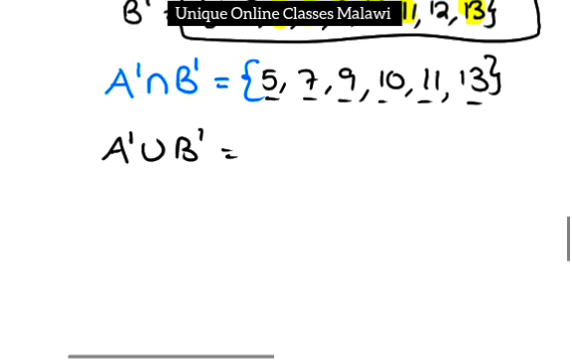 B' =
Unique Online Classes Malawi
11, 12, 13}
A'∩B' = {5, 7, 9, 10, 11, 13}
A'∪B' =